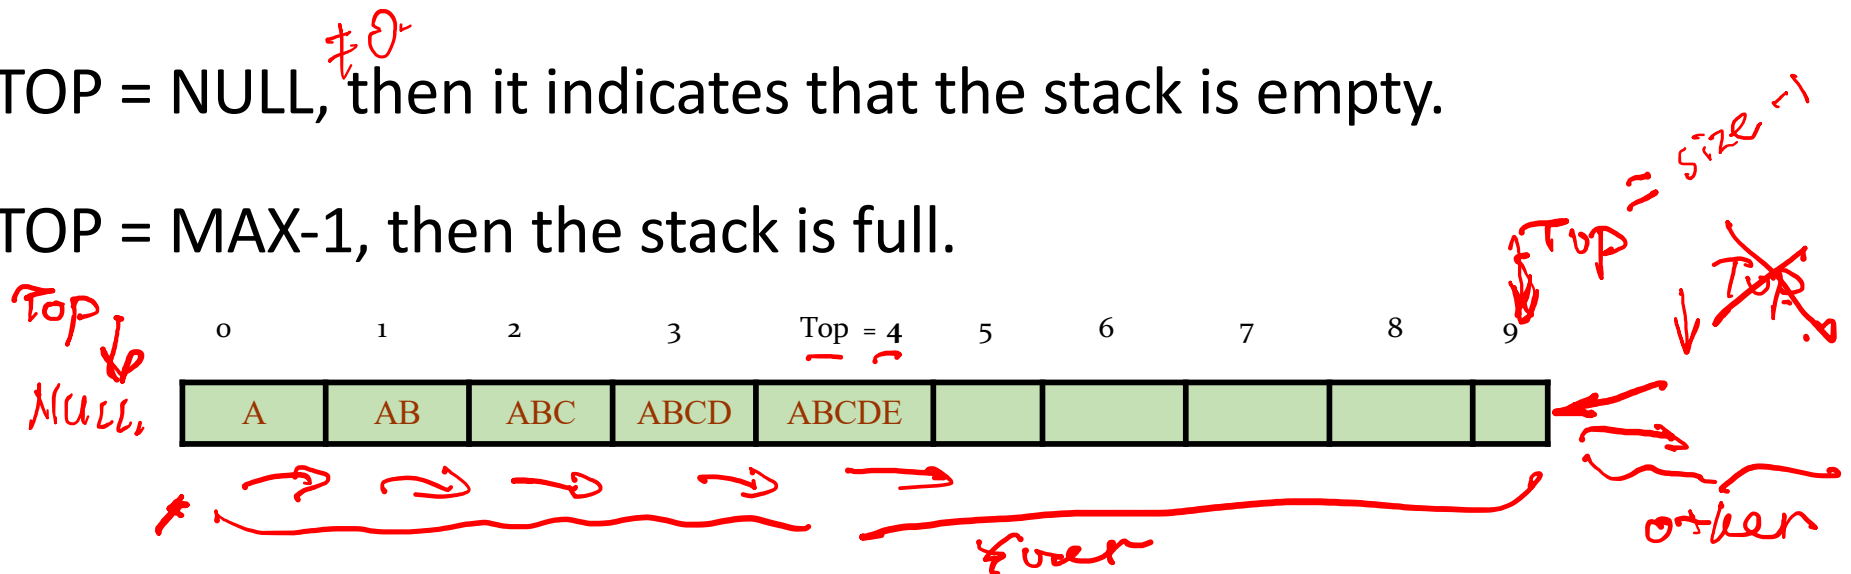 ≠ 0
TOP = NULL, then it indicates that the stack is empty.
TOP = MAX-1, then the stack is full.
Top = size -1
Top
Top
Null
0 1 2 3 Top = 4 5 6 7 8 9
A AB ABC ABCD ABCDE
other